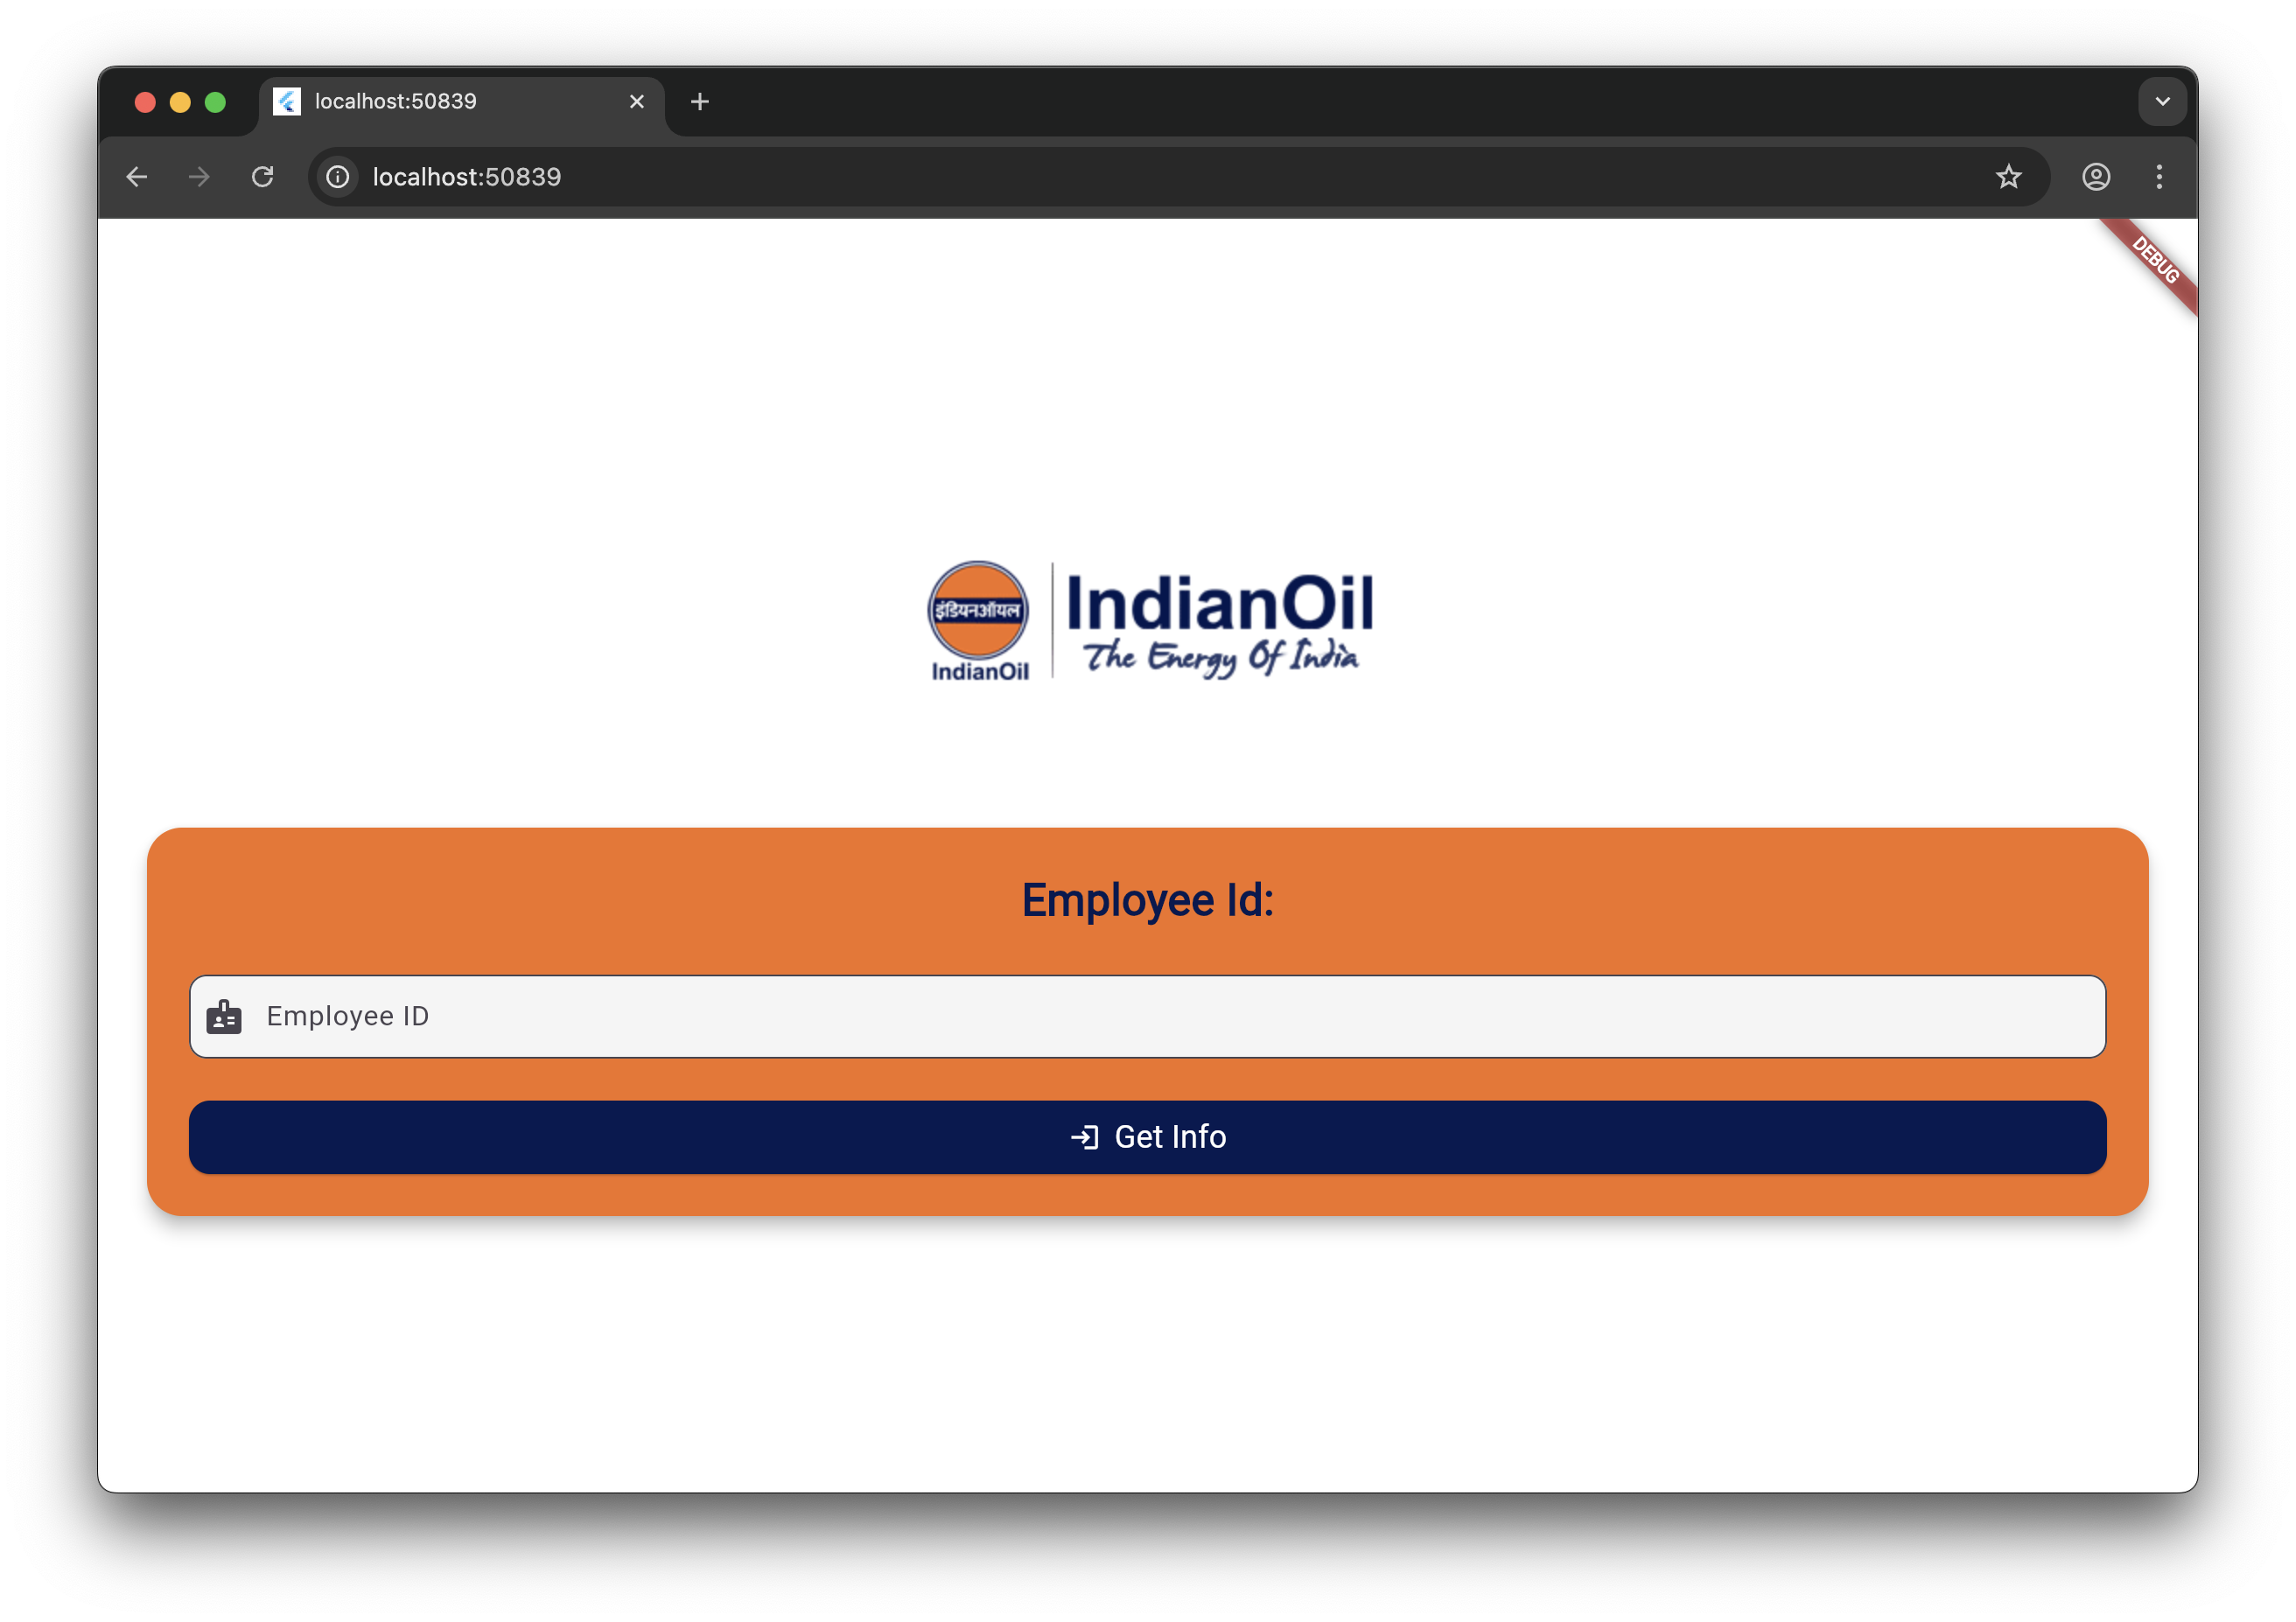 localhost:50839
localhost:50839
DEBUG
इंडियनऑयल
IndianOil
IndianOil
The Energy Of India
Employee Id:
Employee ID
Get Info